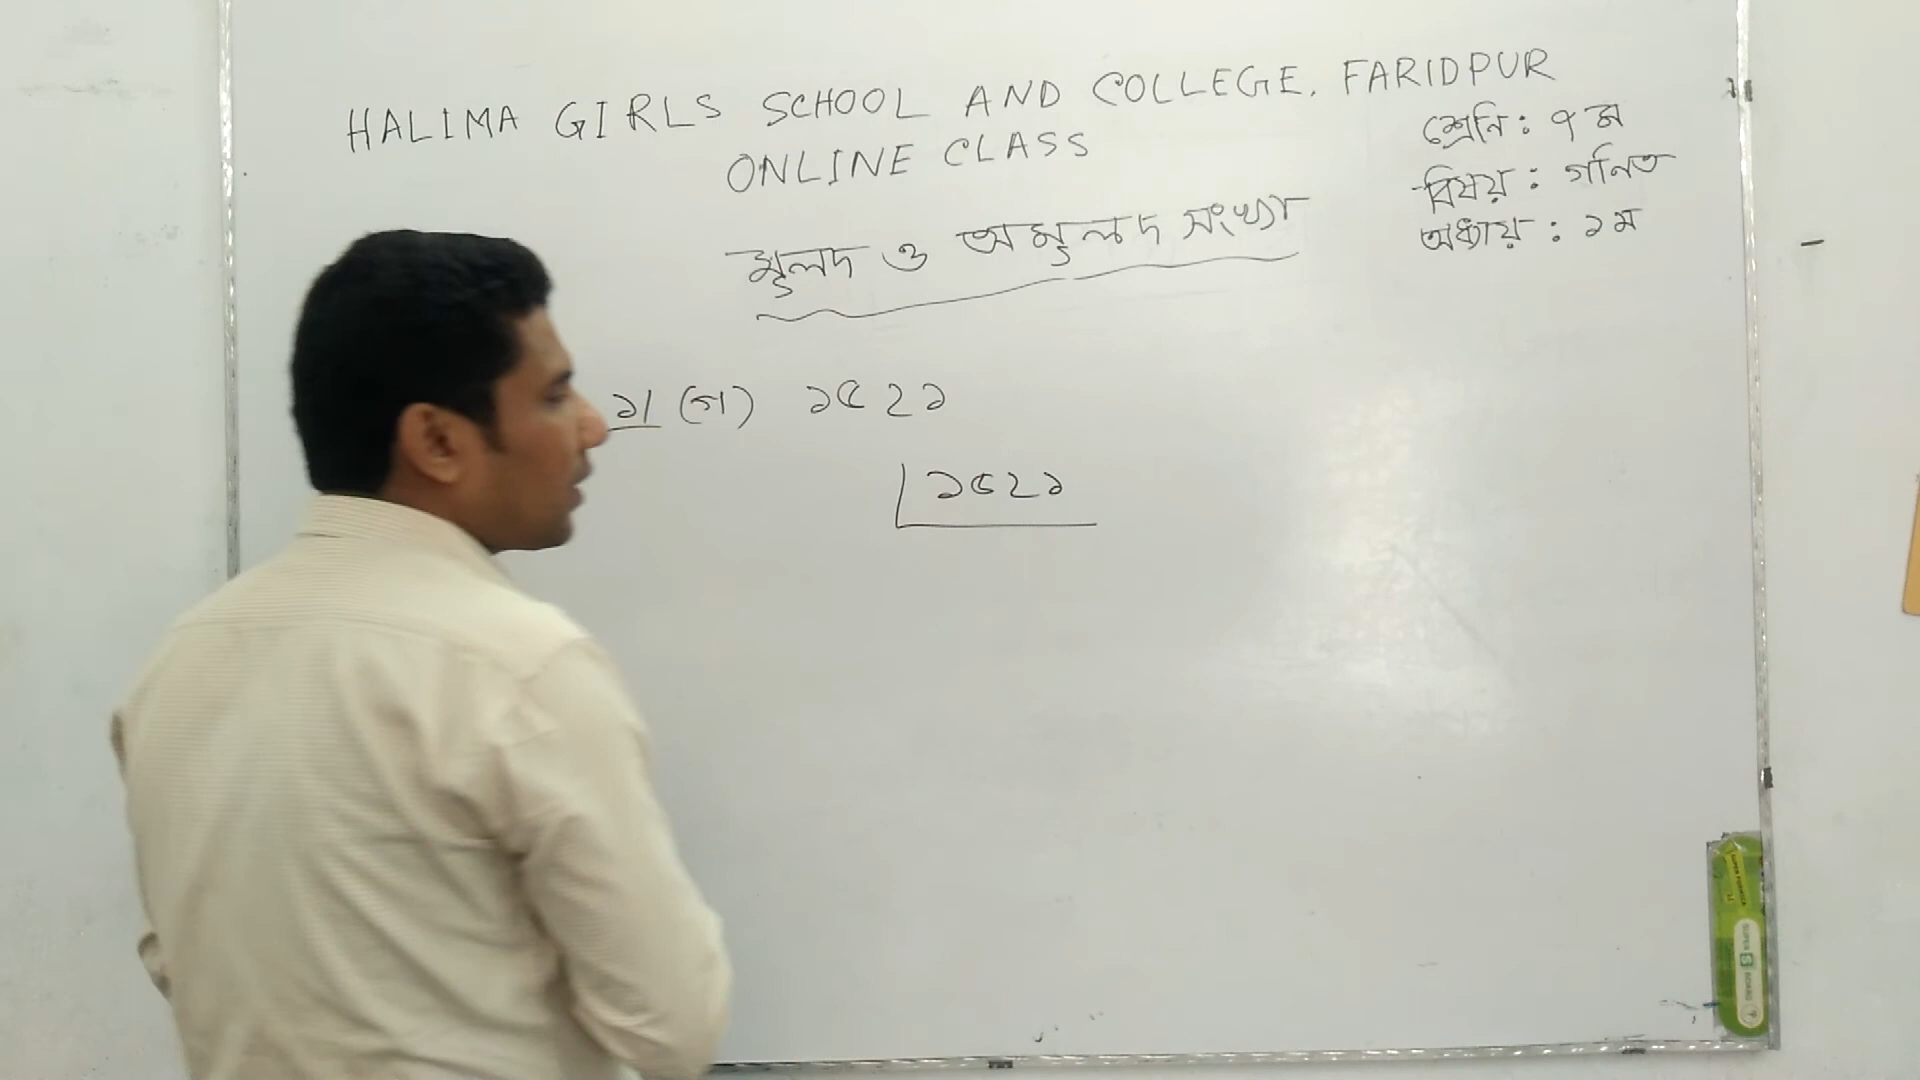 HALIMA GIRLS SCHOOL AND COLLEGE, FARIDPUR
ONLINE CLASS
শ্রেনি : ৭ম
বিষয় : গনিত
অধ্যায় : ১ম
মূলদ ও অমূলদ সংখ্যা
১। (গ) ১৫২১
১৫২১